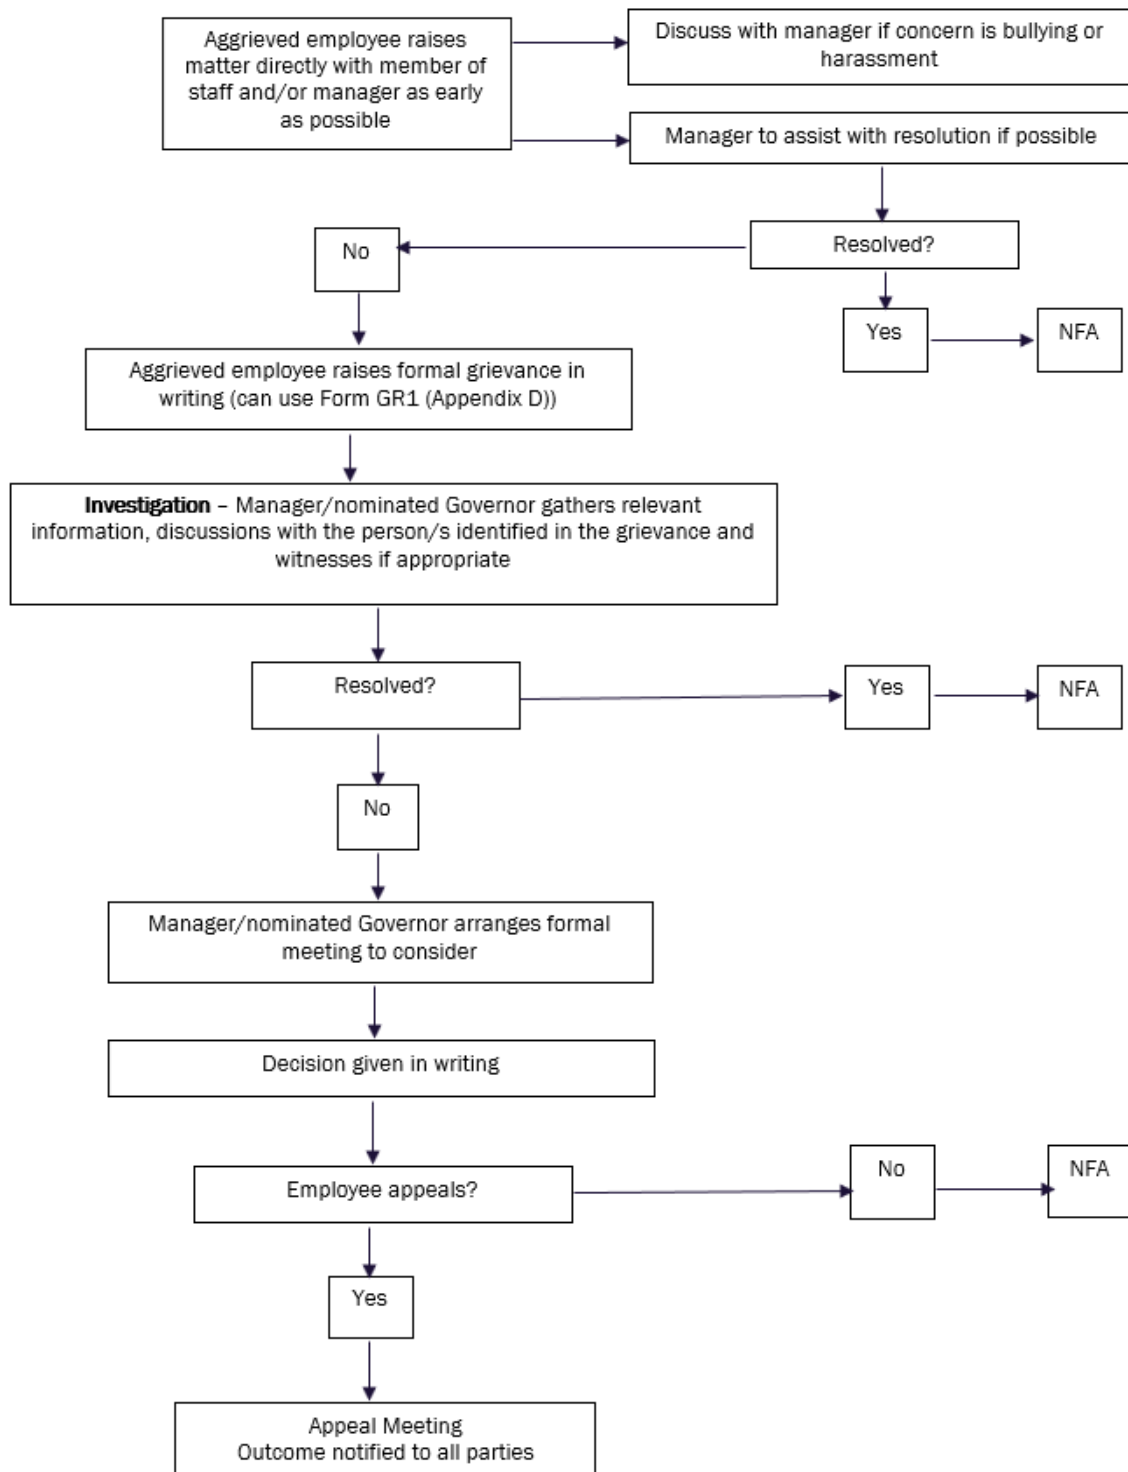 Aggrieved employee raises
matter directly with member of
staff and/or manager as early
as possible
Discuss with manager if concern is bullying or
harassment
Manager to assist with resolution if possible
Resolved?
No
Yes
NFA
Aggrieved employee raises formal grievance in
writing (can use Form GR1 (Appendix D))
Investigation – Manager/nominated Governor gathers relevant
information, discussions with the person/s identified in the grievance and
witnesses if appropriate
Resolved?
Yes
NFA
No
Manager/nominated Governor arranges formal
meeting to consider
Decision given in writing
Employee appeals?
No
NFA
Yes
Appeal Meeting
Outcome notified to all parties